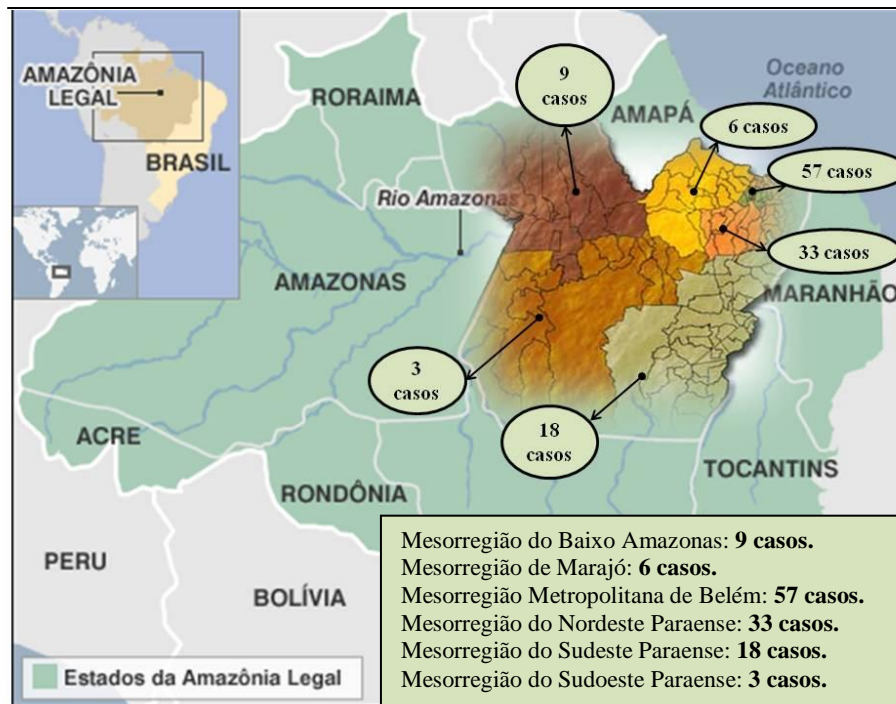 AMAZÔNIA
LEGAL
BRASIL
RORAIMA
9
casos
AMAPÁ
Oceano
Atlântico
6 casos
57 casos
Rio Amazonas
33 casos
AMAZONAS
MARANHÃO
3
casos
18
casos
ACRE
TOCANTINS
RONDÔNIA
PERU
BOLÍVIA
Mesorregião do Baixo Amazonas: 9 casos.
Mesorregião de Marajó: 6 casos.
Mesorregião Metropolitana de Belém: 57 casos.
Mesorregião do Nordeste Paraense: 33 casos.
Mesorregião do Sudeste Paraense: 18 casos.
Mesorregião do Sudoeste Paraense: 3 casos.
Estados da Amazônia Legal